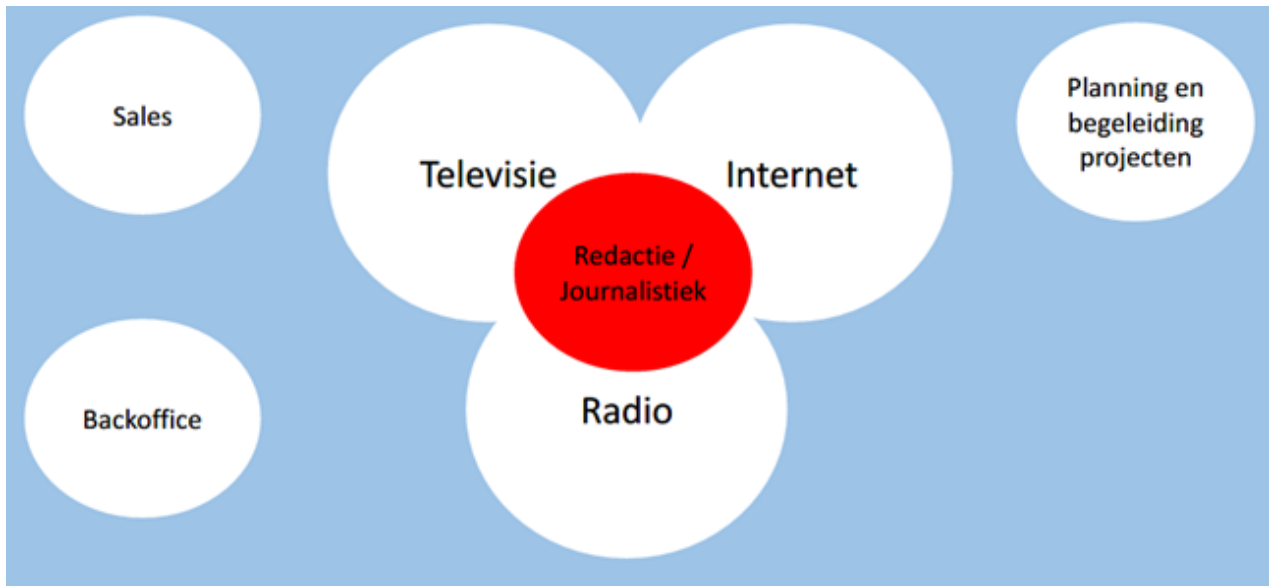 Sales
Televisie
Internet
Planning en
begeleiding
projecten
Redactie /
Journalistiek
Radio
Backoffice